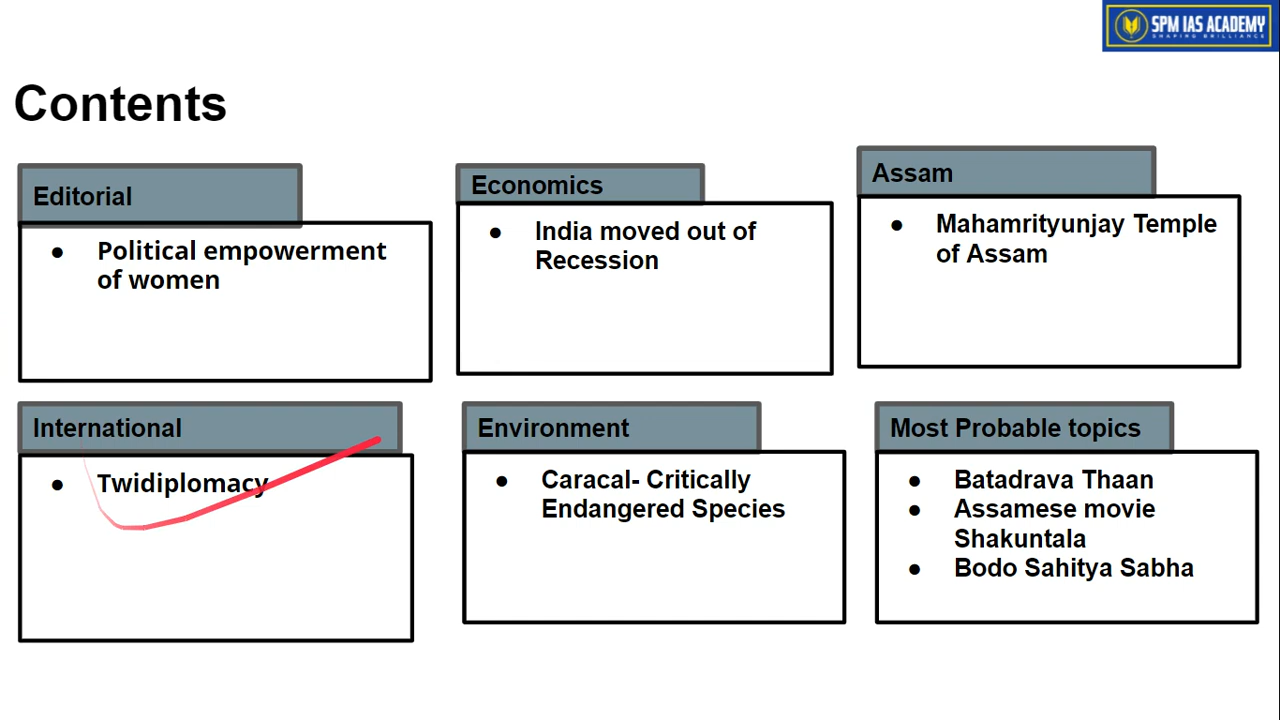 SPM IAS ACADEMY
SHAPING BRILLIANCE
Contents
Editorial
● Political empowerment
of women
Economics
● India moved out of
Recession
Assam
● Mahamrityunjay Temple
of Assam
International
● Twidiplomacy
Environment
● Caracal- Critically
Endangered Species
Most Probable topics
● Batadrava Thaan
● Assamese movie
Shakuntala
● Bodo Sahitya Sabha